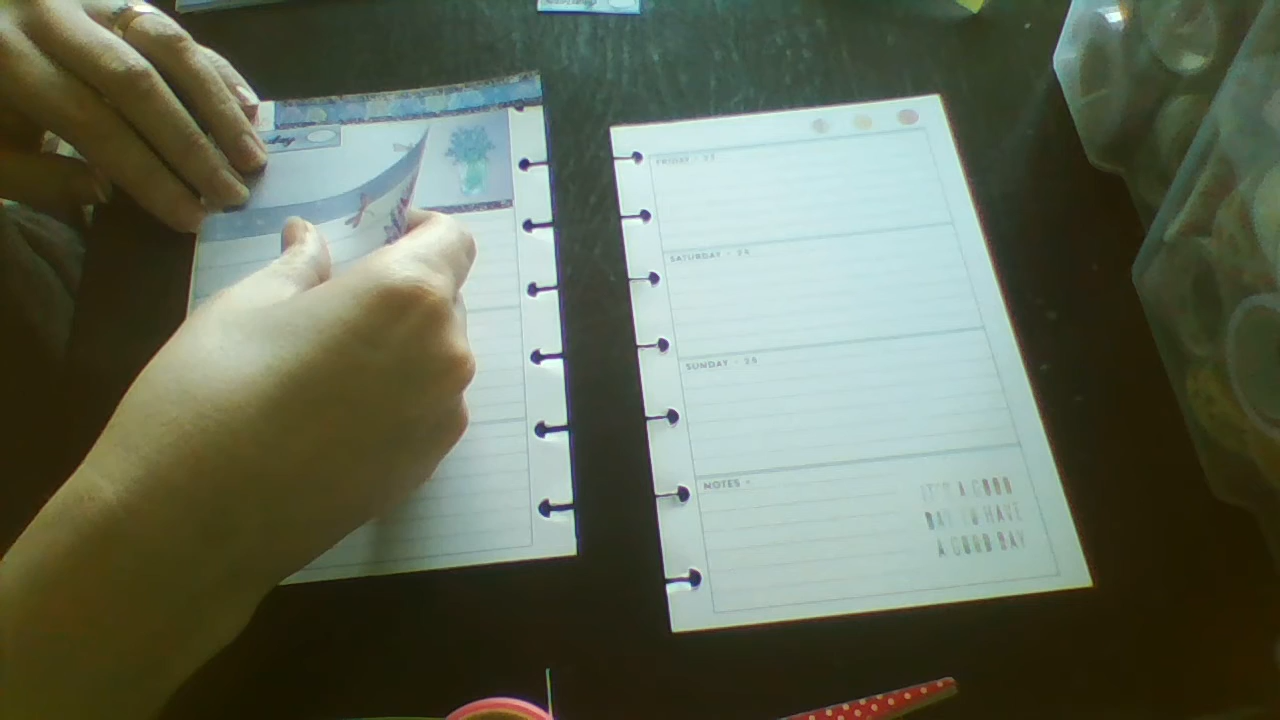 FRIDAY • 23
SATURDAY • 24
SUNDAY • 25
NOTES •
IT'S A GOOD
DAY TO HAVE
A GOOD DAY